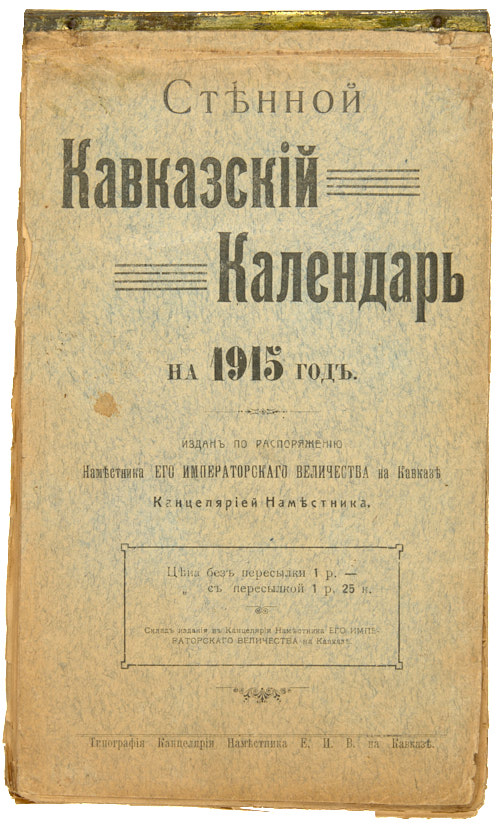 Стѣнной
Кавказскій
Календарь
на 1915 годъ.
ИЗДАНЪ ПО РАСПОРЯЖЕНІЮ
Намѣстника ЕГО ИМПЕРАТОРСКАГО ВЕЛИЧЕСТВА на Кавказѣ
Канцеляріей Намѣстника.
Цѣна безъ пересылки 1 р. —
„ съ пересылкой 1 р. 25 к.
Складъ изданія въ Канцеляріи Намѣстника ЕГО ИМПЕ-
РАТОРСКАГО ВЕЛИЧЕСТВА на Кавказѣ
Типографія Канцеляріи Намѣстника Е. И. В. на Кавказѣ.